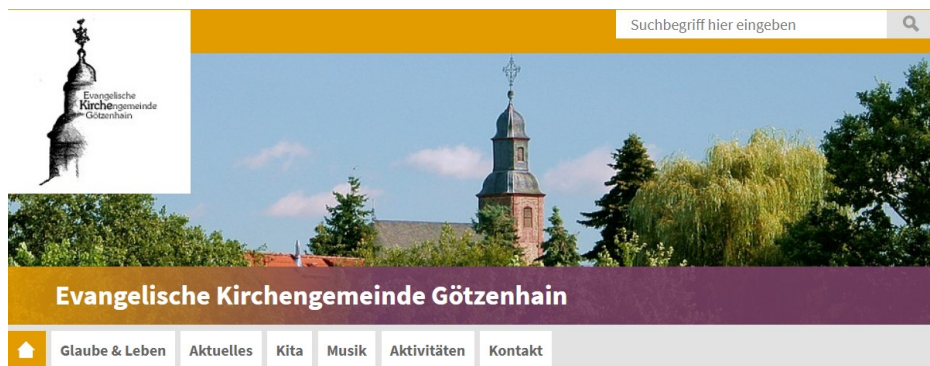 Suchbegriff hier eingeben
Evangelische
Kirchengemeinde
Götzenhain
Evangelische Kirchengemeinde Götzenhain
Glaube & Leben
Aktuelles
Kita
Musik
Aktivitäten
Kontakt